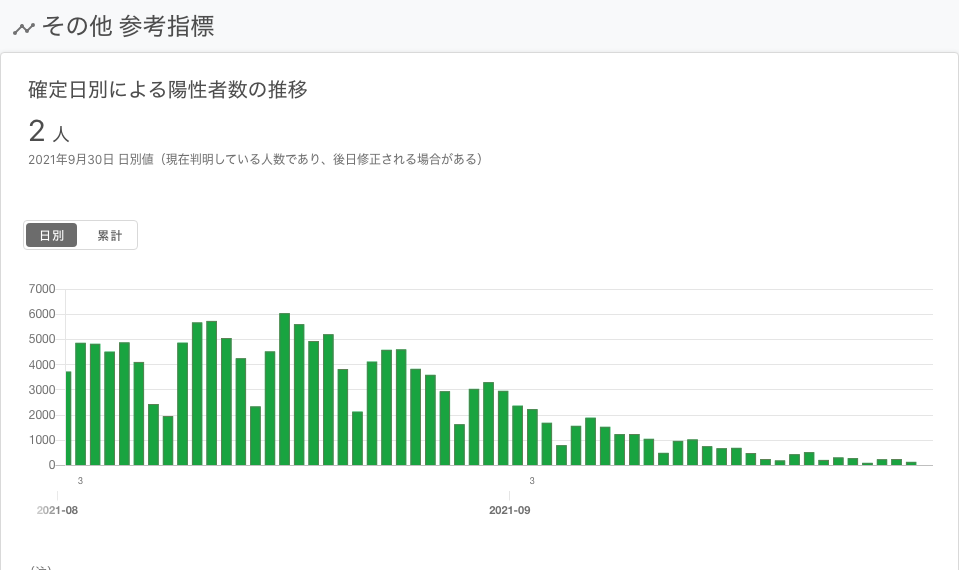 その他 参考指標
確定日別による陽性者数の推移
2 人
2021年9月30日 日別値（現在判明している人数であり、後日修正される場合がある）
日別 累計
7000
6000
5000
4000
3000
2000
1000
0
3 3
2021-08 2021-09
（注）